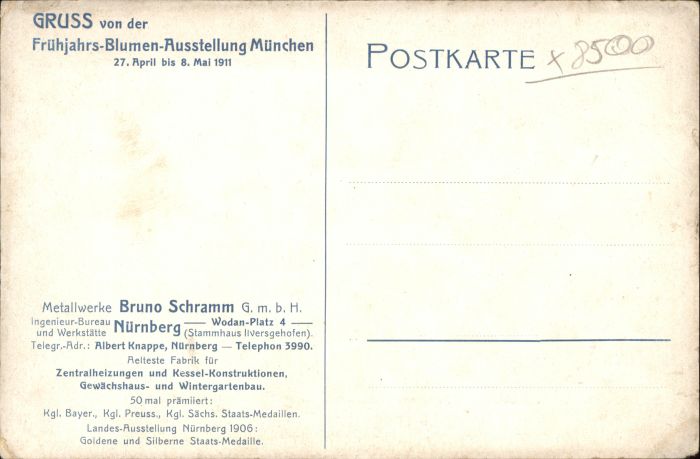 GRUSS von der
Frühjahrs-Blumen-Ausstellung München
27. April bis 8. Mai 1911
POSTKARTE x 8500
Metallwerke Bruno Schramm G. m. b. H.
Ingenieur-Bureau und Werkstätte Nürnberg — Wodan-Platz 4 — (Stammhaus Ilversgehofen).
Telegr.-Adr.: Albert Knappe, Nürnberg — Telephon 3990.
Aelteste Fabrik für
Zentralheizungen und Kessel-Konstruktionen,
Gewächshaus- und Wintergartenbau.
50 mal prämiiert:
Kgl. Bayer., Kgl. Preuss., Kgl. Sächs. Staats-Medaillen.
Landes-Ausstellung Nürnberg 1906:
Goldene und Silberne Staats-Medaille.